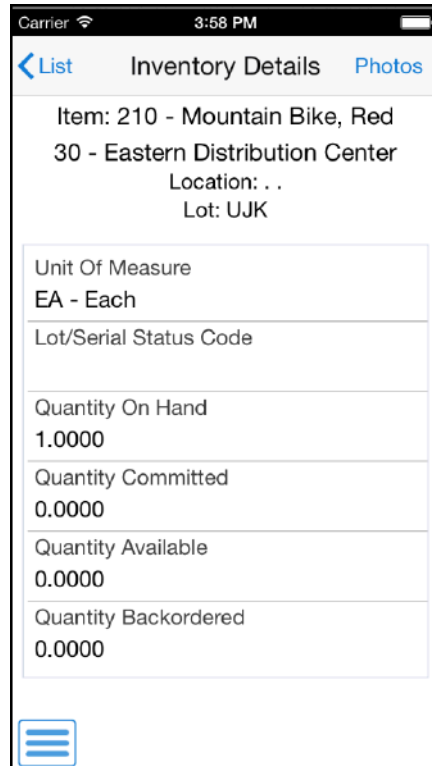 Carrier 3:58 PM
List Inventory Details Photos
Item: 210 - Mountain Bike, Red
30 - Eastern Distribution Center
Location: . .
Lot: UJK
Unit Of Measure
EA - Each
Lot/Serial Status Code
Quantity On Hand
1.0000
Quantity Committed
0.0000
Quantity Available
0.0000
Quantity Backordered
0.0000